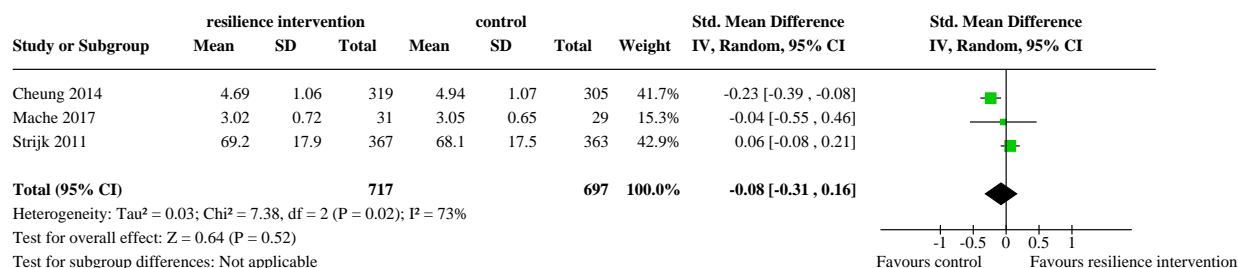 resilience intervention control Std. Mean Difference Std. Mean Difference
Study or Subgroup Mean SD Total Mean SD Total Weight IV, Random, 95% CI IV, Random, 95% CI
Cheung 2014 4.69 1.06 319 4.94 1.07 305 41.7% -0.23 [-0.39 , -0.08]
Mache 2017 3.02 0.72 31 3.05 0.65 29 15.3% -0.04 [-0.55 , 0.46]
Strijk 2011 69.2 17.9 367 68.1 17.5 363 42.9% 0.06 [-0.08 , 0.21]
Total (95% CI) 717 697 100.0% -0.08 [-0.31 , 0.16]
Heterogeneity: Tau² = 0.03; Chi² = 7.38, df = 2 (P = 0.02); I² = 73%
Test for overall effect: Z = 0.64 (P = 0.52)
-1 -0.5 0 0.5 1
Test for subgroup differences: Not applicable
Favours control Favours resilience intervention